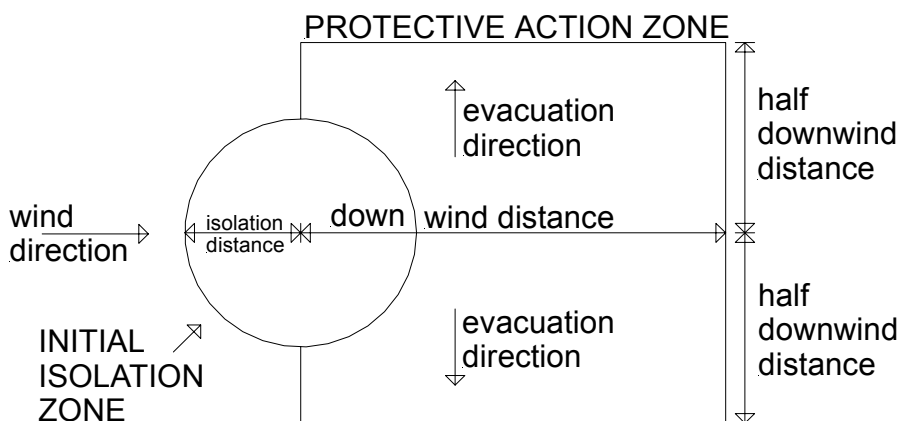 PROTECTIVE ACTION ZONE
evacuation
direction
half
downwind
distance
wind
direction
isolation
distance
down wind distance
evacuation
direction
half
downwind
distance
INITIAL
ISOLATION
ZONE